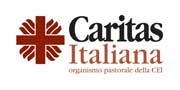 Caritas
Italiana
organismo pastorale della CEI